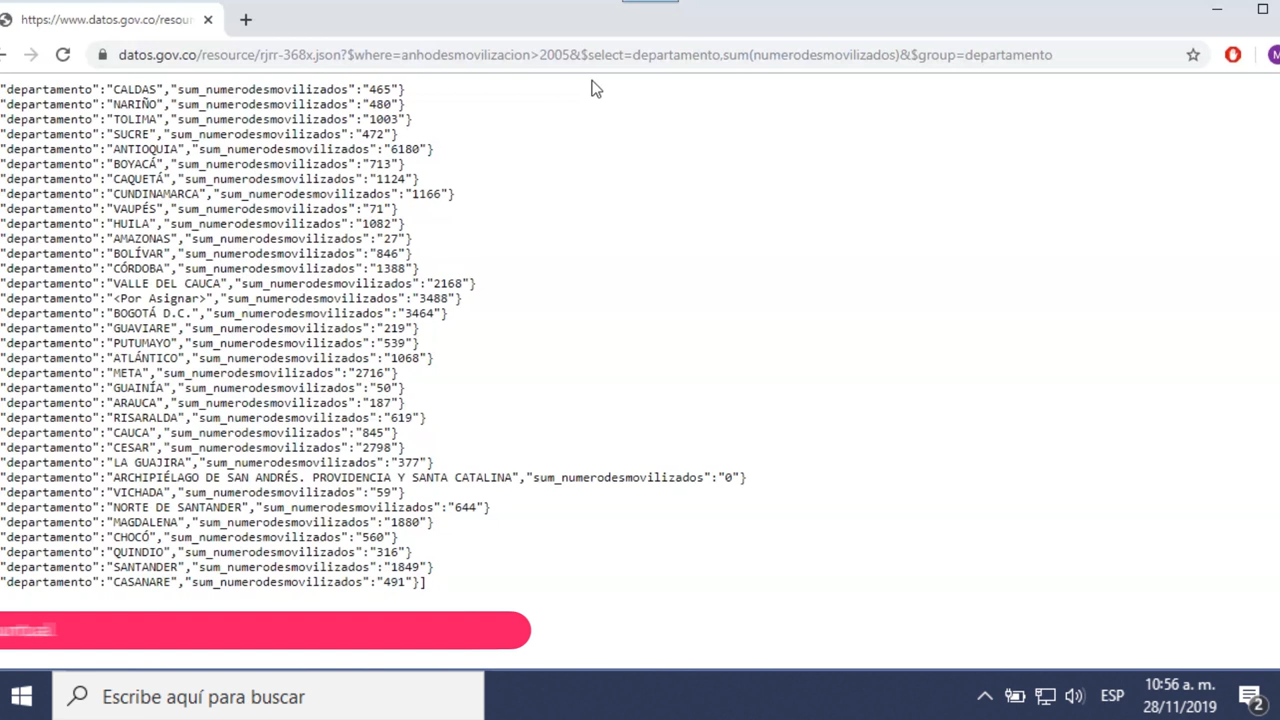 https://www.datos.gov.co/resou
datos.gov.co/resource/rjrr-368x.json?$where=anhodesmovilizacion>2005&$select=departamento,sum(numerodesmovilizados)&$group=departamento
"departamento":"CALDAS","sum_numerodesmovilizados":"465"}
"departamento":"NARIÑO","sum_numerodesmovilizados":"480"}
"departamento":"TOLIMA","sum_numerodesmovilizados":"1003"}
"departamento":"SUCRE","sum_numerodesmovilizados":"472"}
"departamento":"ANTIOQUIA","sum_numerodesmovilizados":"6180"}
"departamento":"BOYACÁ","sum_numerodesmovilizados":"713"}
"departamento":"CAQUETÁ","sum_numerodesmovilizados":"1124"}
"departamento":"CUNDINAMARCA","sum_numerodesmovilizados":"1166"}
"departamento":"VAUPÉS","sum_numerodesmovilizados":"71"}
"departamento":"HUILA","sum_numerodesmovilizados":"1082"}
"departamento":"AMAZONAS","sum_numerodesmovilizados":"27"}
"departamento":"BOLÍVAR","sum_numerodesmovilizados":"846"}
"departamento":"CÓRDOBA","sum_numerodesmovilizados":"1388"}
"departamento":"VALLE DEL CAUCA","sum_numerodesmovilizados":"2168"}
"departamento":"<Por Asignar>","sum_numerodesmovilizados":"3488"}
"departamento":"BOGOTÁ D.C.","sum_numerodesmovilizados":"3464"}
"departamento":"GUAVIARE","sum_numerodesmovilizados":"219"}
"departamento":"PUTUMAYO","sum_numerodesmovilizados":"539"}
"departamento":"ATLÁNTICO","sum_numerodesmovilizados":"1068"}
"departamento":"META","sum_numerodesmovilizados":"2716"}
"departamento":"GUAINÍA","sum_numerodesmovilizados":"50"}
"departamento":"ARAUCA","sum_numerodesmovilizados":"187"}
"departamento":"RISARALDA","sum_numerodesmovilizados":"619"}
"departamento":"CAUCA","sum_numerodesmovilizados":"845"}
"departamento":"CESAR","sum_numerodesmovilizados":"2798"}
"departamento":"LA GUAJIRA","sum_numerodesmovilizados":"377"}
"departamento":"ARCHIPIÉLAGO DE SAN ANDRÉS. PROVIDENCIA Y SANTA CATALINA","sum_numerodesmovilizados":"0"}
"departamento":"VICHADA","sum_numerodesmovilizados":"59"}
"departamento":"NORTE DE SANTANDER","sum_numerodesmovilizados":"644"}
"departamento":"MAGDALENA","sum_numerodesmovilizados":"1880"}
"departamento":"CHOCÓ","sum_numerodesmovilizados":"560"}
"departamento":"QUINDIO","sum_numerodesmovilizados":"316"}
"departamento":"SANTANDER","sum_numerodesmovilizados":"1849"}
"departamento":"CASANARE","sum_numerodesmovilizados":"491"}]
Escribe aquí para buscar
ESP
10:56 a. m.
28/11/2019
2